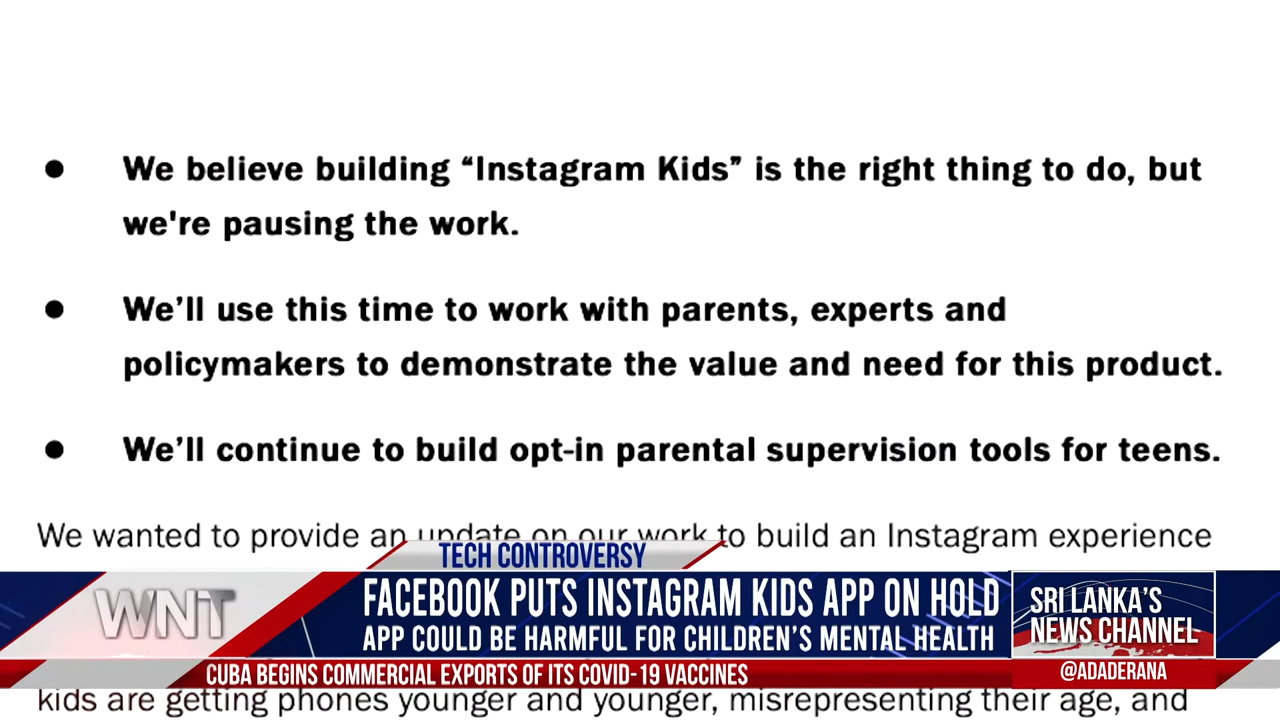 ● We believe building “Instagram Kids” is the right thing to do, but
we're pausing the work.
● We’ll use this time to work with parents, experts and
policymakers to demonstrate the value and need for this product.
● We’ll continue to build opt-in parental supervision tools for teens.
We wanted to provide an update on our work to build an Instagram experience
TECH CONTROVERSY
WNT
FACEBOOK PUTS INSTAGRAM KIDS APP ON HOLD
APP COULD BE HARMFUL FOR CHILDREN’S MENTAL HEALTH
SRI LANKA’S
NEWS CHANNEL
CUBA BEGINS COMMERCIAL EXPORTS OF ITS COVID-19 VACCINES
@ADADERANA
kids are getting phones younger and younger, misrepresenting their age, and